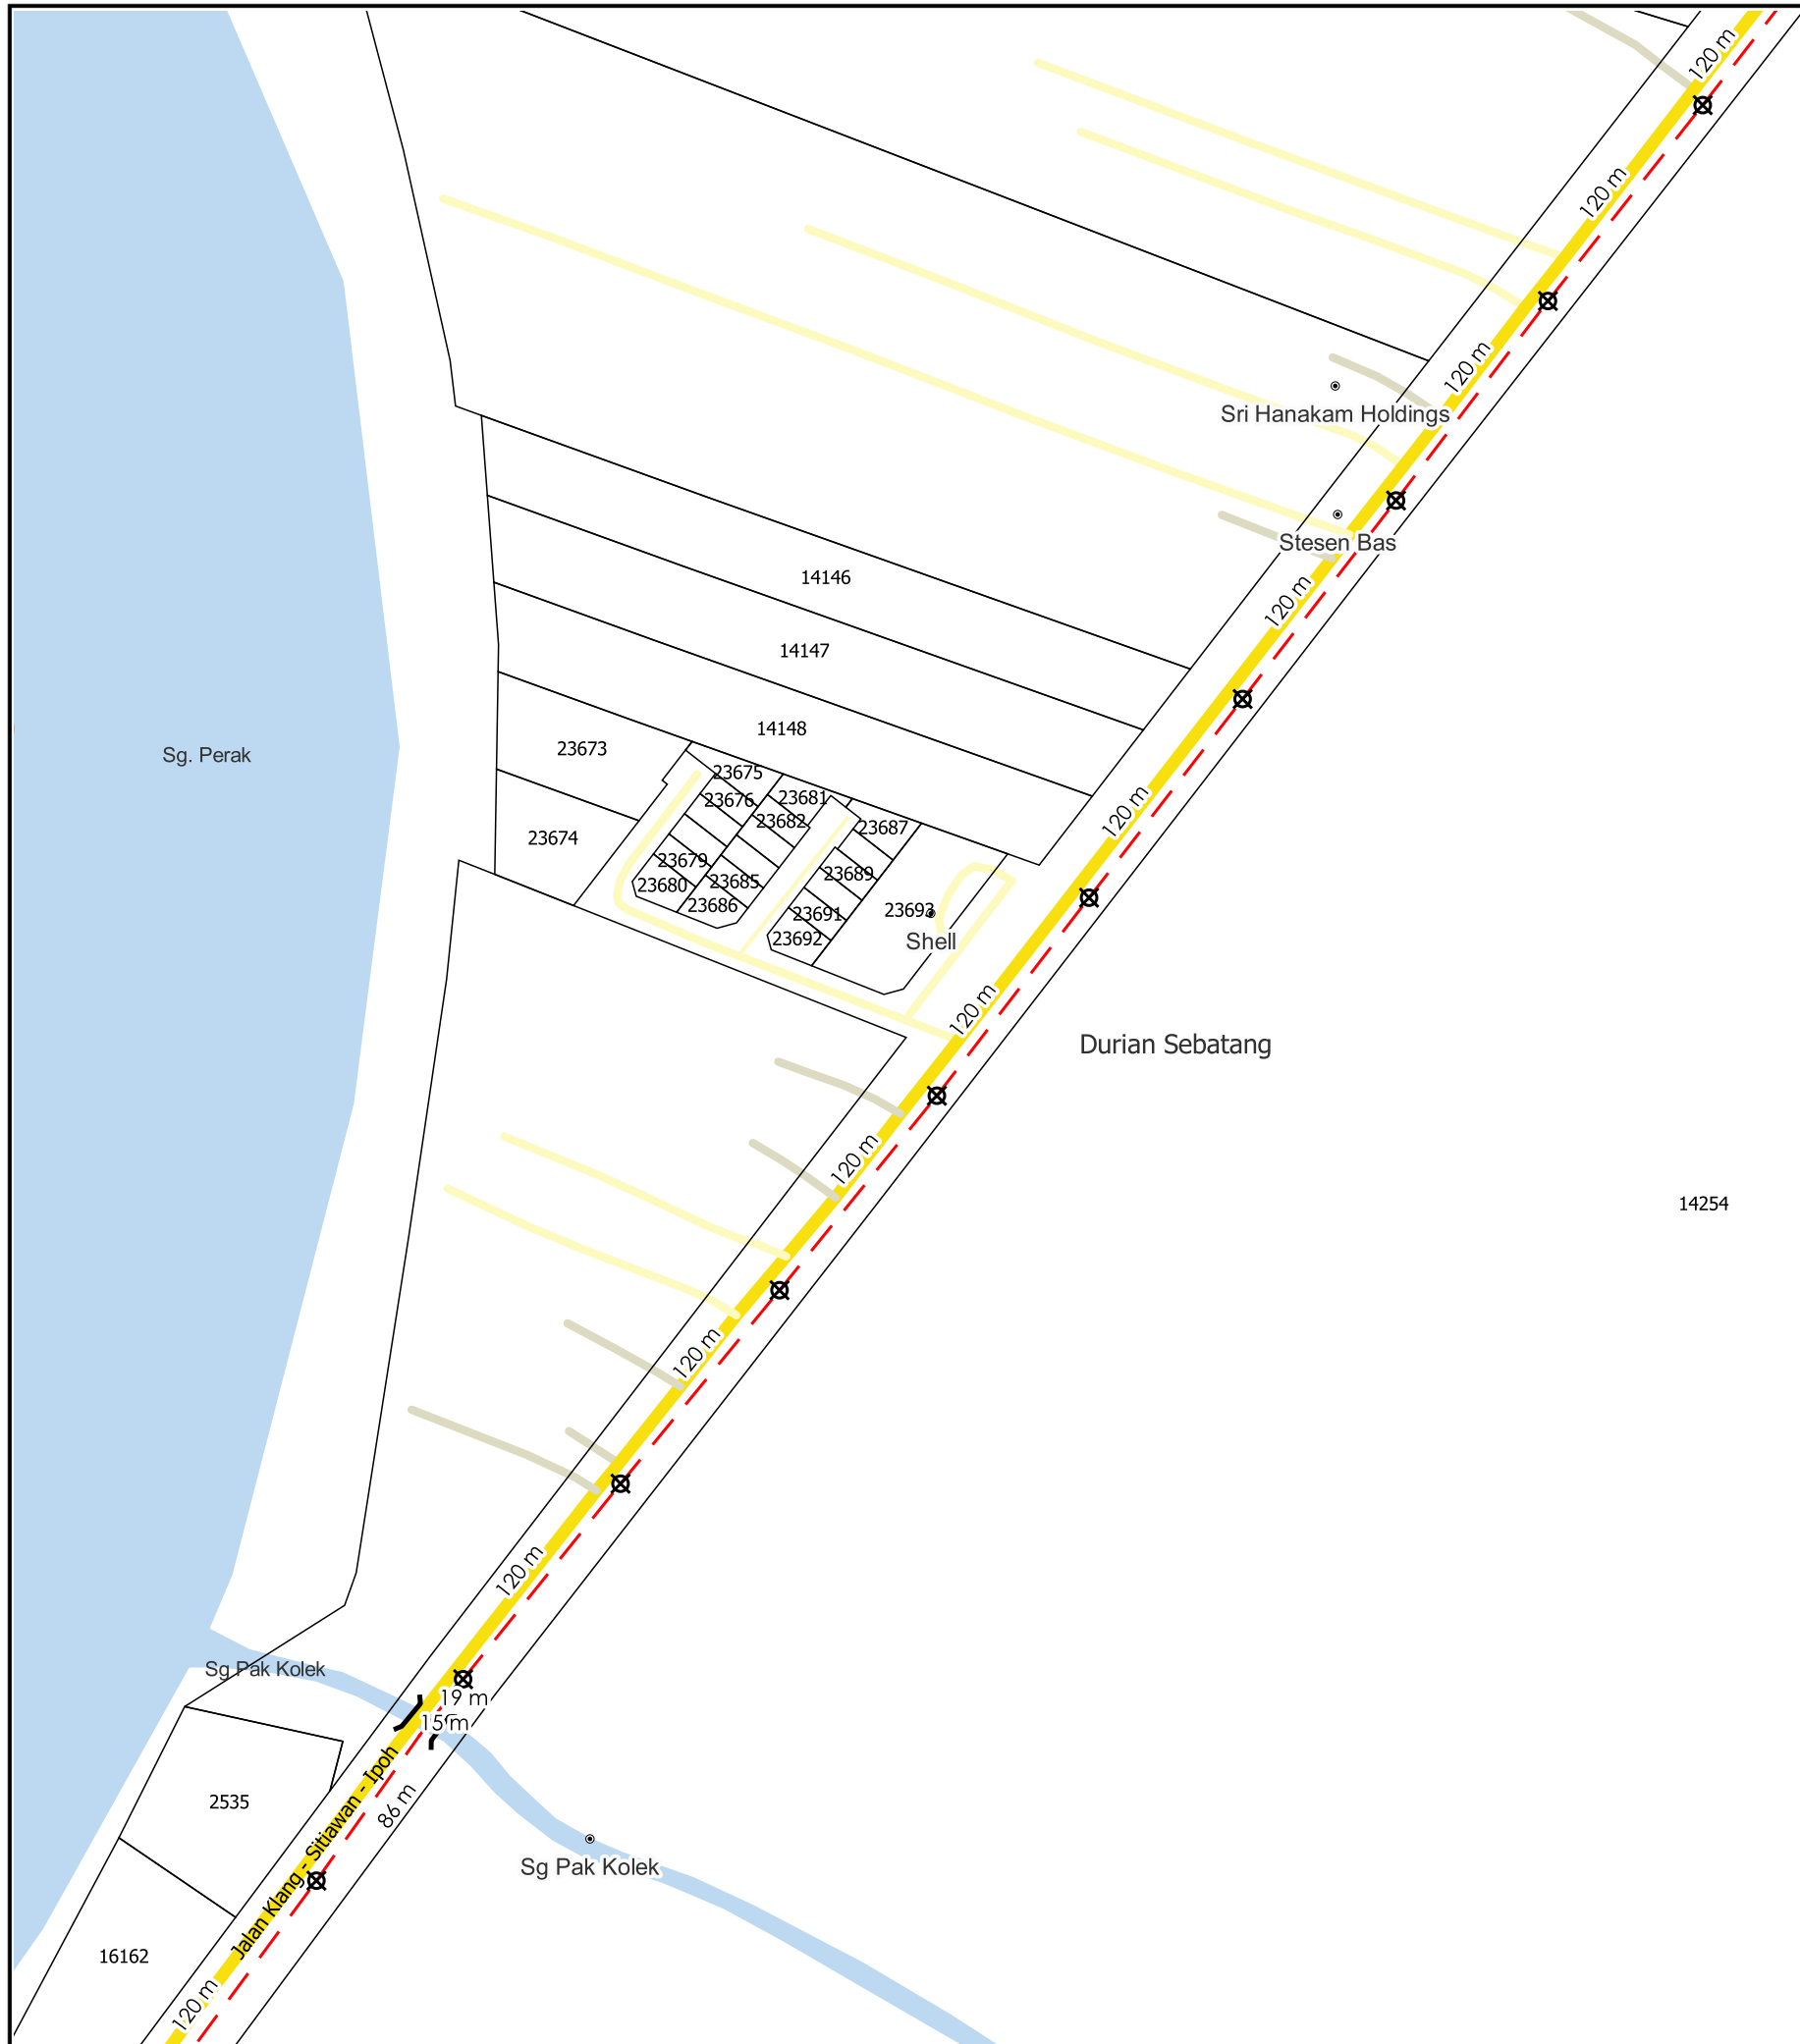 120 m
120 m
120 m
Sri Hanakam Holdings
Stesen Bas
14146
120 m
14147
14148
23673
Sg. Perak
23675
23676
23681
120 m
23682
23687
23674
23679
23689
23680
23685
23686
23693
23691
23692
Shell
120 m
Durian Sebatang
120 m
14254
120 m
120 m
Sg Pak Kolek
19 m
15 m
Jalan Klang - Sitiawan - Ipoh
86 m
2535
Sg Pak Kolek
16162
120 m